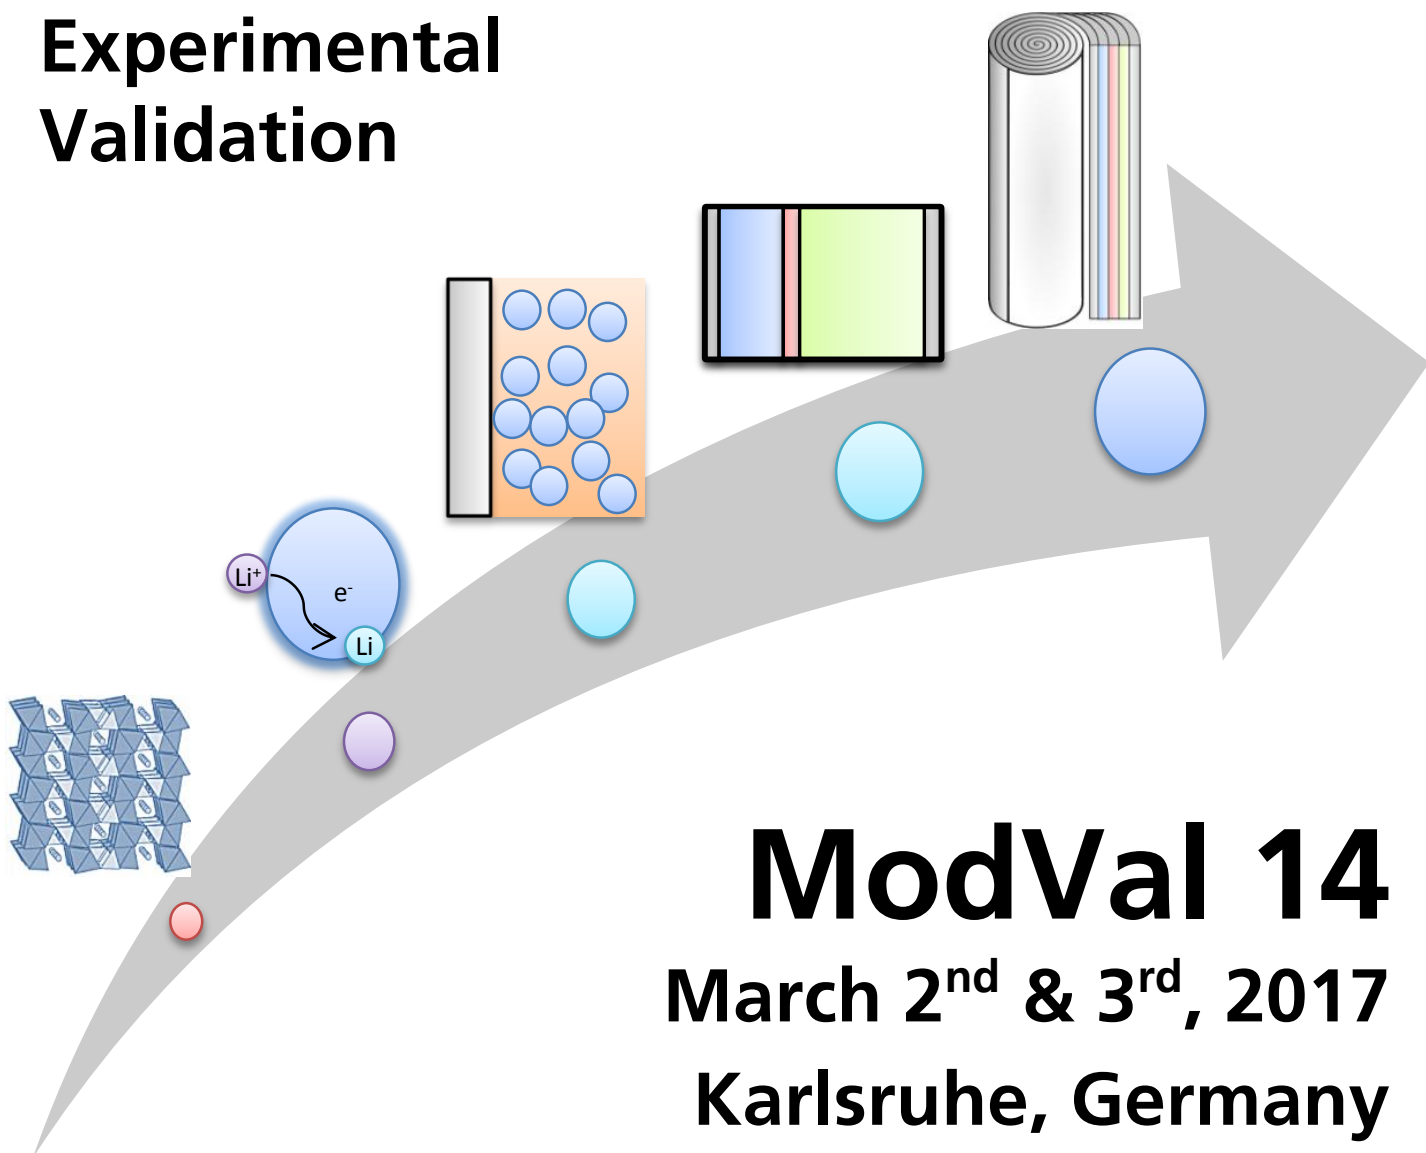 Experimental
Validation
Li⁺
e⁻
Li
ModVal 14
March 2ⁿᵈ & 3ʳᵈ, 2017
Karlsruhe, Germany